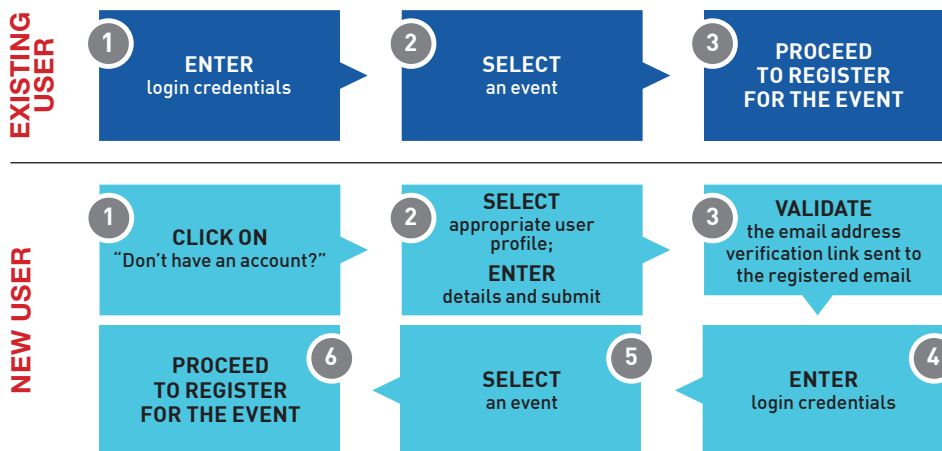 EXISTING
USER
1
ENTER
login credentials
2
SELECT
an event
3
PROCEED
TO REGISTER
FOR THE EVENT
NEW USER
1
CLICK ON
“Don’t have an account?”
2
SELECT
appropriate user
profile;
ENTER
details and submit
3
VALIDATE
the email address
verification link sent to
the registered email
4
ENTER
login credentials
5
SELECT
an event
6
PROCEED
TO REGISTER
FOR THE EVENT